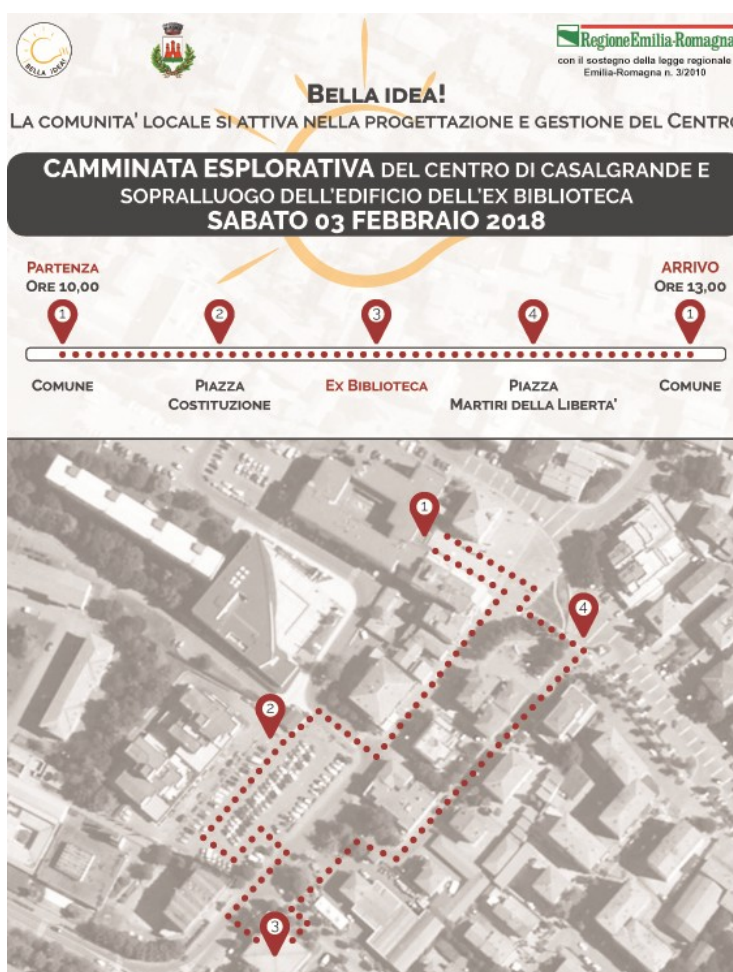 BELLA IDEA!
RegioneEmilia-Romagna
con il sostegno della legge regionale
Emilia-Romagna n. 3/2010
BELLA IDEA!
LA COMUNITA' LOCALE SI ATTIVA NELLA PROGETTAZIONE E GESTIONE DEL CENTRO
CAMMINATA ESPLORATIVA DEL CENTRO DI CASALGRANDE E
SOPRALLUOGO DELL'EDIFICIO DELL'EX BIBLIOTECA
SABATO 03 FEBBRAIO 2018
PARTENZA
ORE 10,00
ARRIVO
ORE 13,00
1 2 3 4 1
COMUNE
PIAZZA
COSTITUZIONE
EX BIBLIOTECA
PIAZZA
MARTIRI DELLA LIBERTA'
COMUNE
1
4
2
3